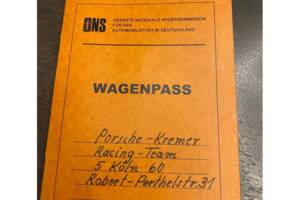 ONS
OBERSTE NATIONALE SPORTKOMMISSION
FÜR DEN
AUTOMOBILSPORT IN DEUTSCHLAND
WAGENPASS
Porsche-Kremer
Racing-Team
5 Köln 60
Robert-Perthelstr.31